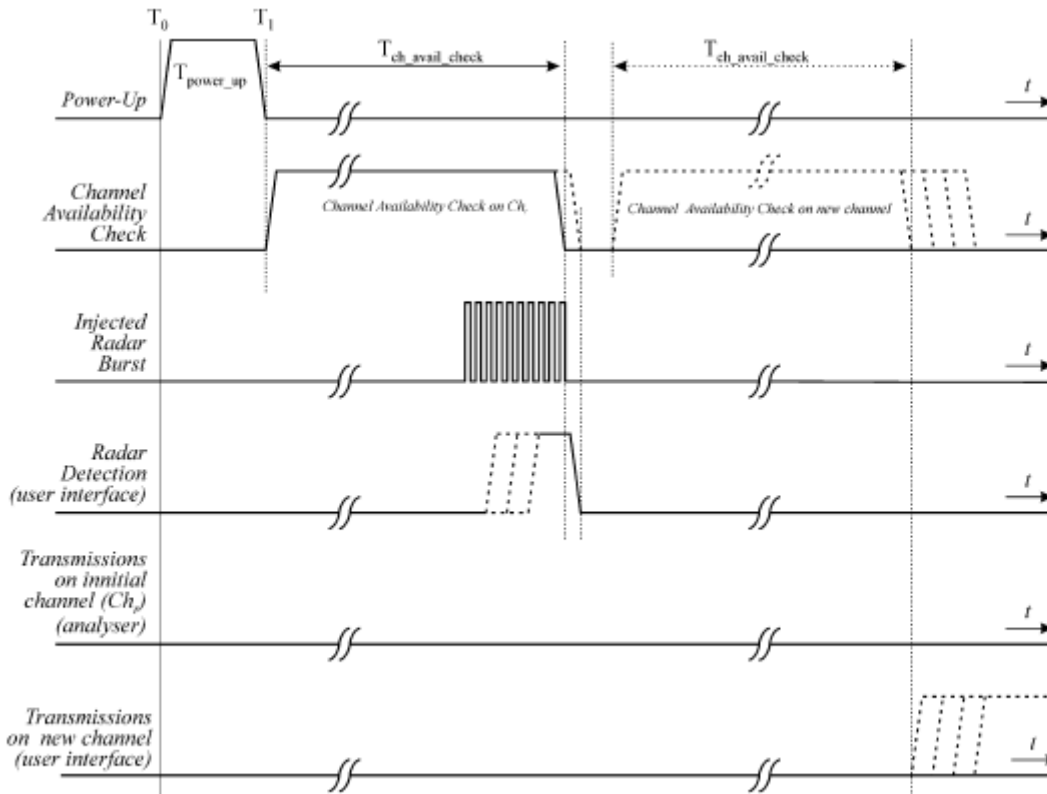 T0 T1
Tch_avail_check Tch_avail_check
Tpower_up
Power-Up
t
Channel
Availability
Check
Channel Availability Check on Chr
Channel Availability Check on new channel
t
Injected
Radar
Burst
t
Radar
Detection
(user interface)
t
Transmissions
on innitial
channel (Chr)
(analyser)
t
Transmissions
on new channel
(user interface)
t